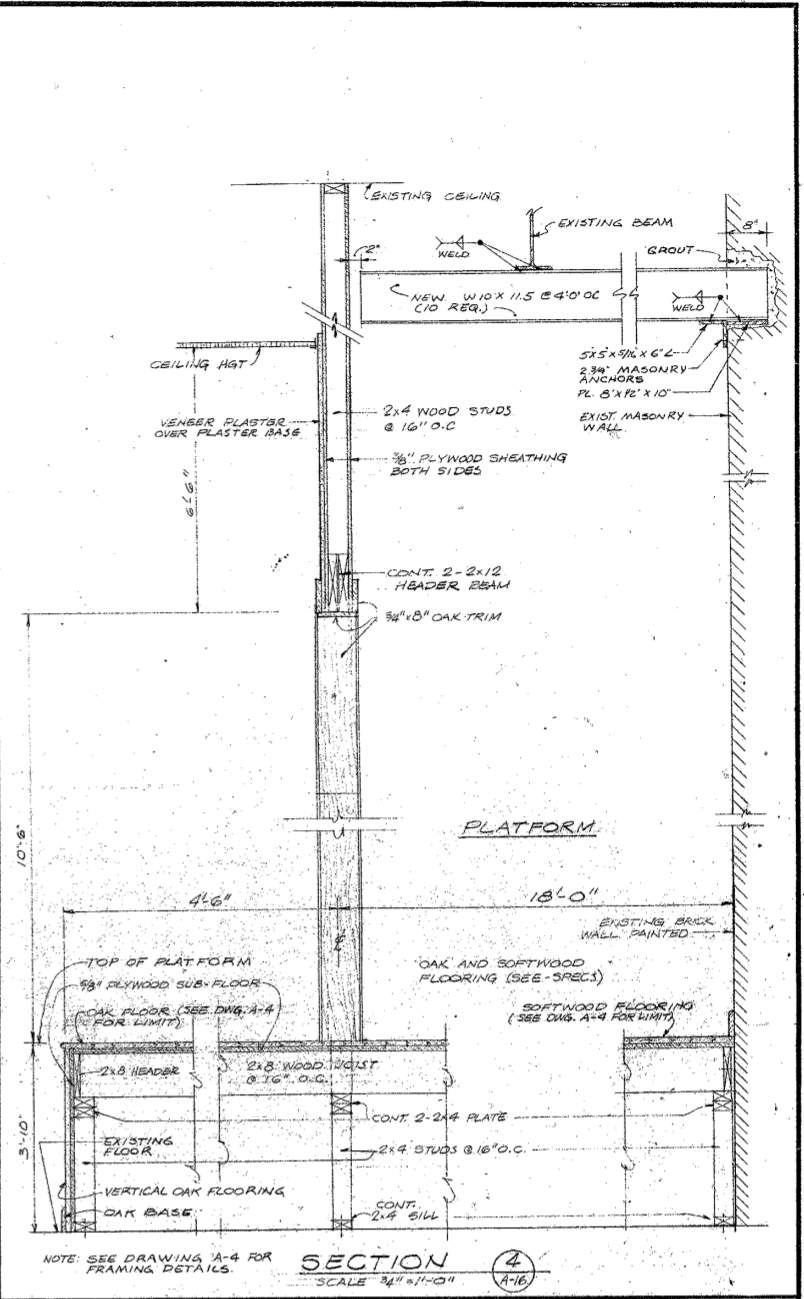 EXISTING CEILING
EXISTING BEAM
8"
2"
WELD
GROUT
NEW W10 X 11.5 @ 4'0" OC
(10 REQ.)
WELD
CEILING HGT
5x5x5/16 x 6" L
2-3/4" MASONRY
ANCHORS
PL. 8"x 1/2" x 10"
VENEER PLASTER
OVER PLASTER BASE
2x4 WOOD STUDS
@ 16" O.C
EXIST. MASONRY
WALL
3/8" PLYWOOD SHEATHING
BOTH SIDES
6'-6"
CONT. 2-2x12
HEADER BEAM
3/4"x8" OAK TRIM
10'-6"
PLATFORM
4'-6"
18'-0"
EXISTING BRICK
WALL PAINTED
TOP OF PLATFORM
5/8" PLYWOOD SUB-FLOOR
OAK FLOOR (SEE DWG. A-4
FOR LIMIT)
OAK AND SOFTWOOD
FLOORING (SEE-SPECS)
SOFTWOOD FLOORING
(SEE DWG. A-4 FOR LIMIT)
2x8 HEADER
2x8 WOOD JOIST
@ 16" O.C.
CONT. 2-2x4 PLATE
3'-10"
EXISTING
FLOOR
2x4 STUDS @ 16" O.C.
VERTICAL OAK FLOORING
CONT.
2x4 SILL
OAK BASE
NOTE: SEE DRAWING A-4 FOR
FRAMING DETAILS.
SECTION
SCALE 3/4" = 1'-0"
4
A-16